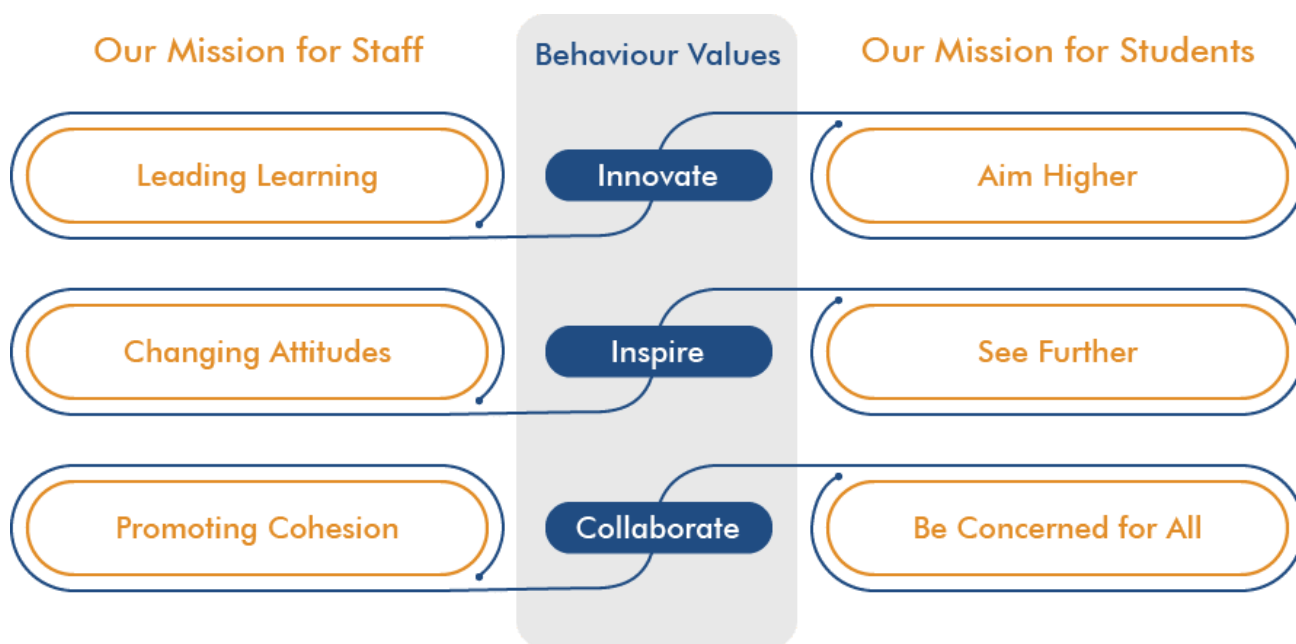 Our Mission for Staff
Behaviour Values
Our Mission for Students
Leading Learning
Innovate
Aim Higher
Changing Attitudes
Inspire
See Further
Promoting Cohesion
Collaborate
Be Concerned for All